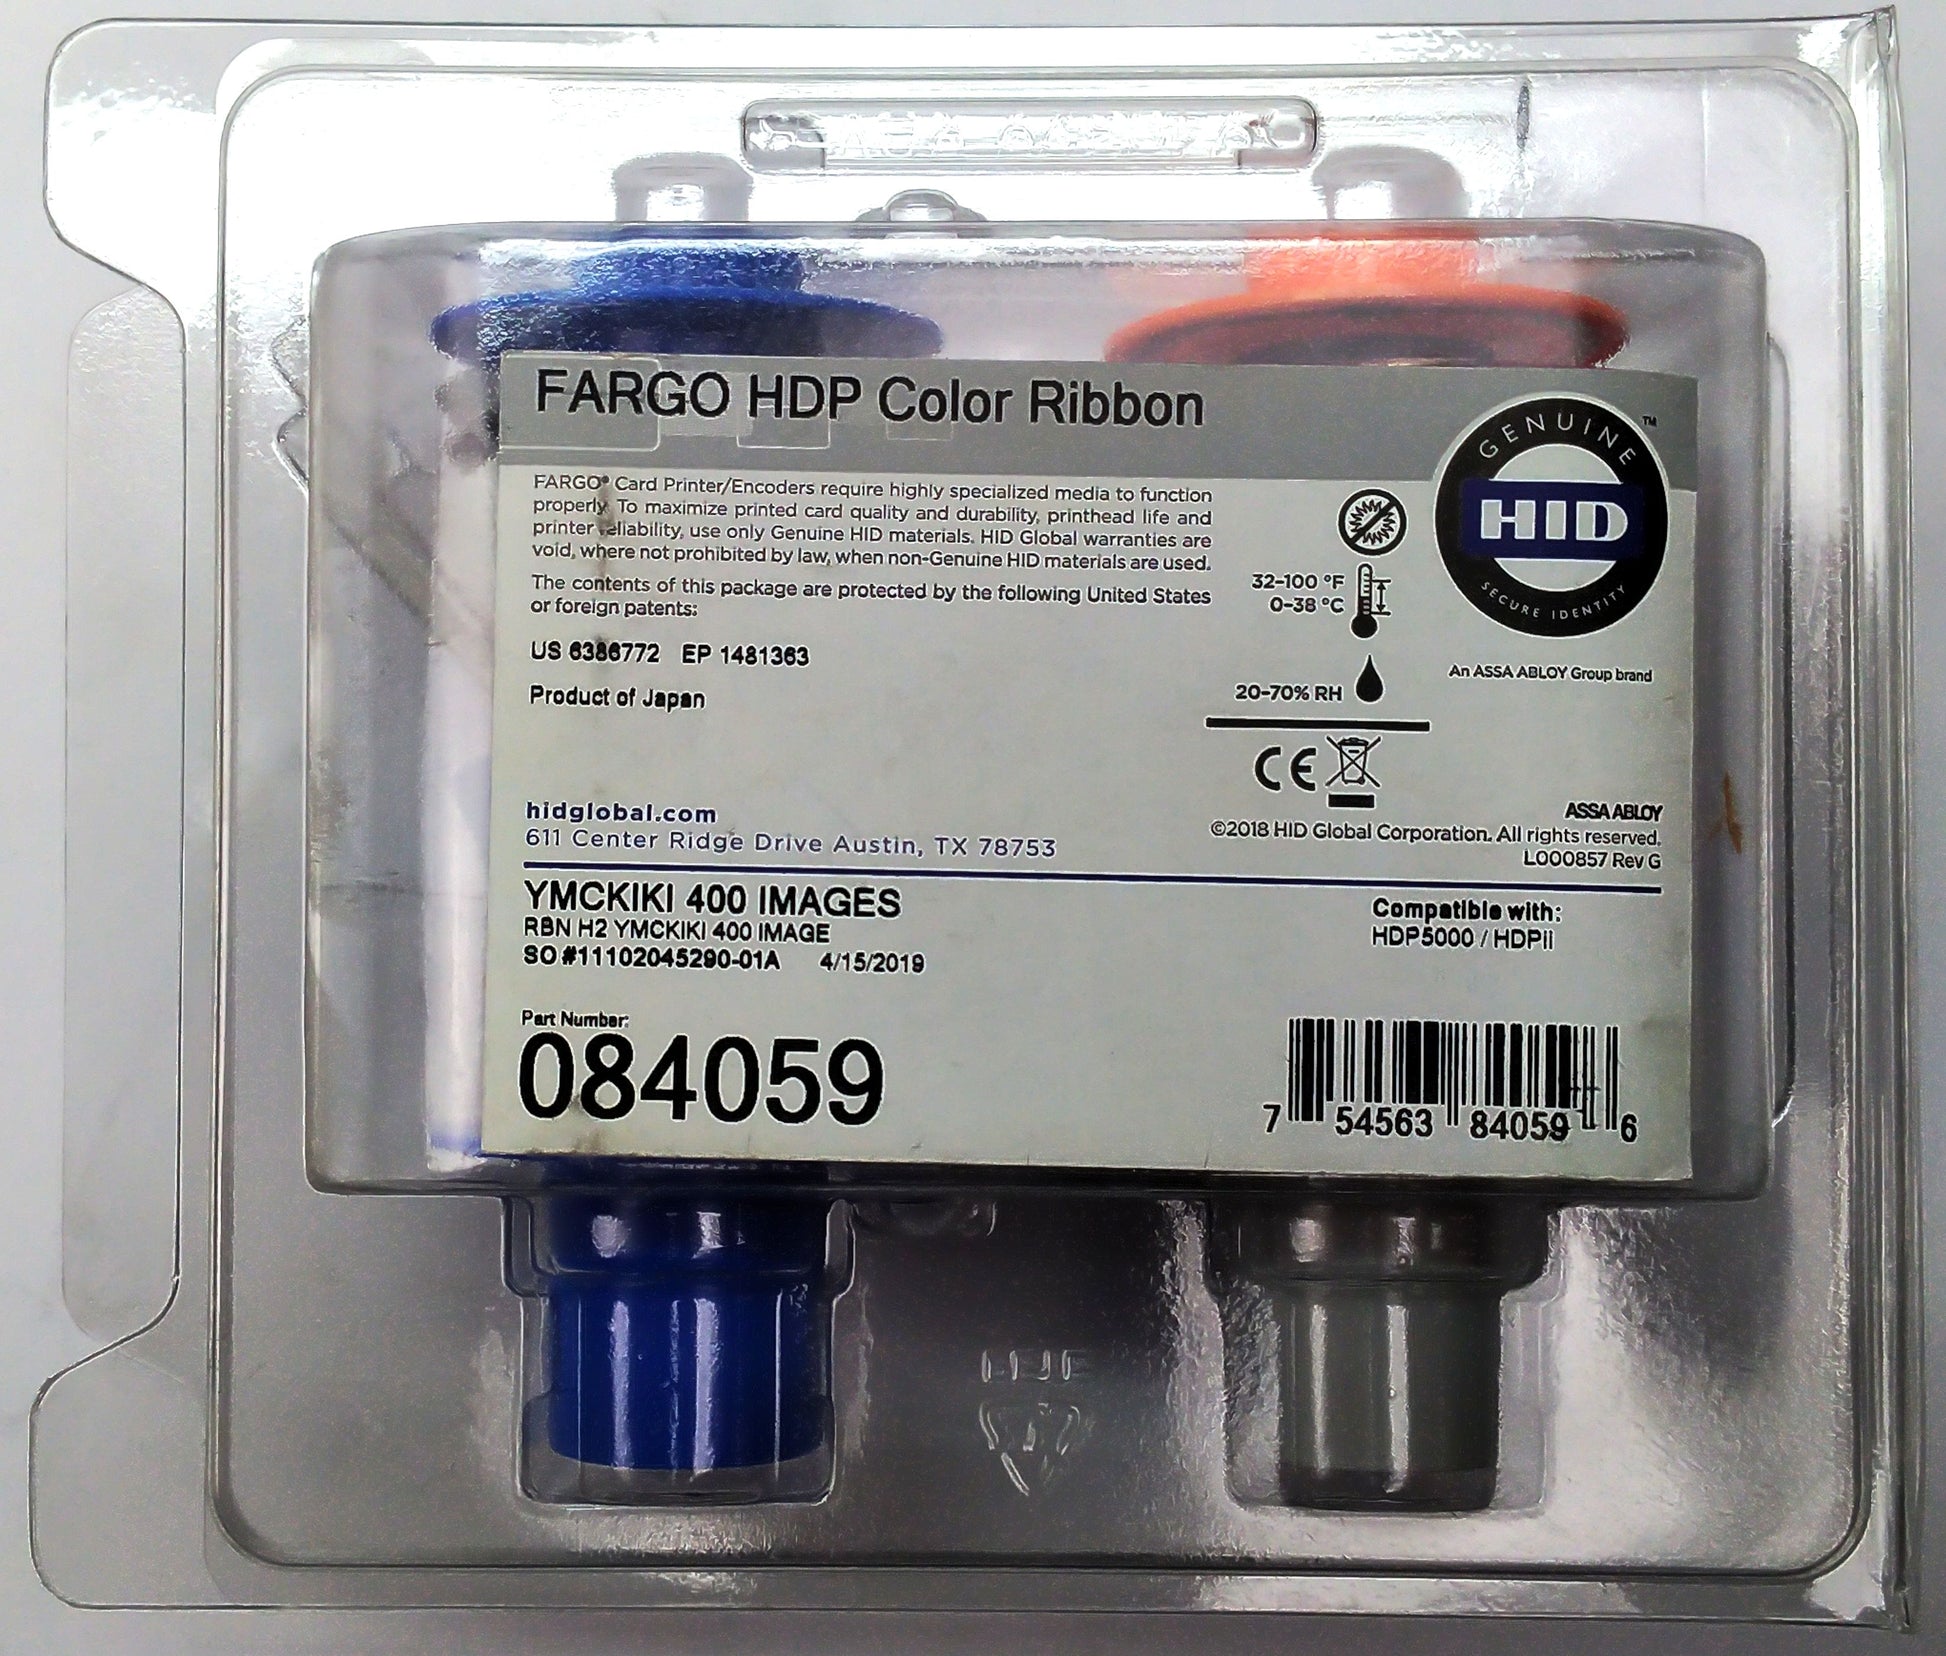 FARGO HDP Color Ribbon
GENUINE ™
HID
SECURE IDENTITY
An ASSA ABLOY Group brand
FARGO® Card Printer/Encoders require highly specialized media to function
properly. To maximize printed card quality and durability, printhead life and
printer reliability, use only Genuine HID materials. HID Global warranties are
void, where not prohibited by law, when non-Genuine HID materials are used.
The contents of this package are protected by the following United States
or foreign patents:
US 6386772 EP 1481363
Product of Japan
32-100 °F
0-38 °C
20-70% RH
CE
hidglobal.com
611 Center Ridge Drive Austin, TX 78753
ASSA ABLOY
©2018 HID Global Corporation. All rights reserved.
L000857 Rev G
YMCKIKI 400 IMAGES
RBN H2 YMCKIKI 400 IMAGE
SO #11102045290-01A 4/15/2019
Compatible with:
HDP5000 / HDPii
Part Number:
084059
7 54563 84059 6